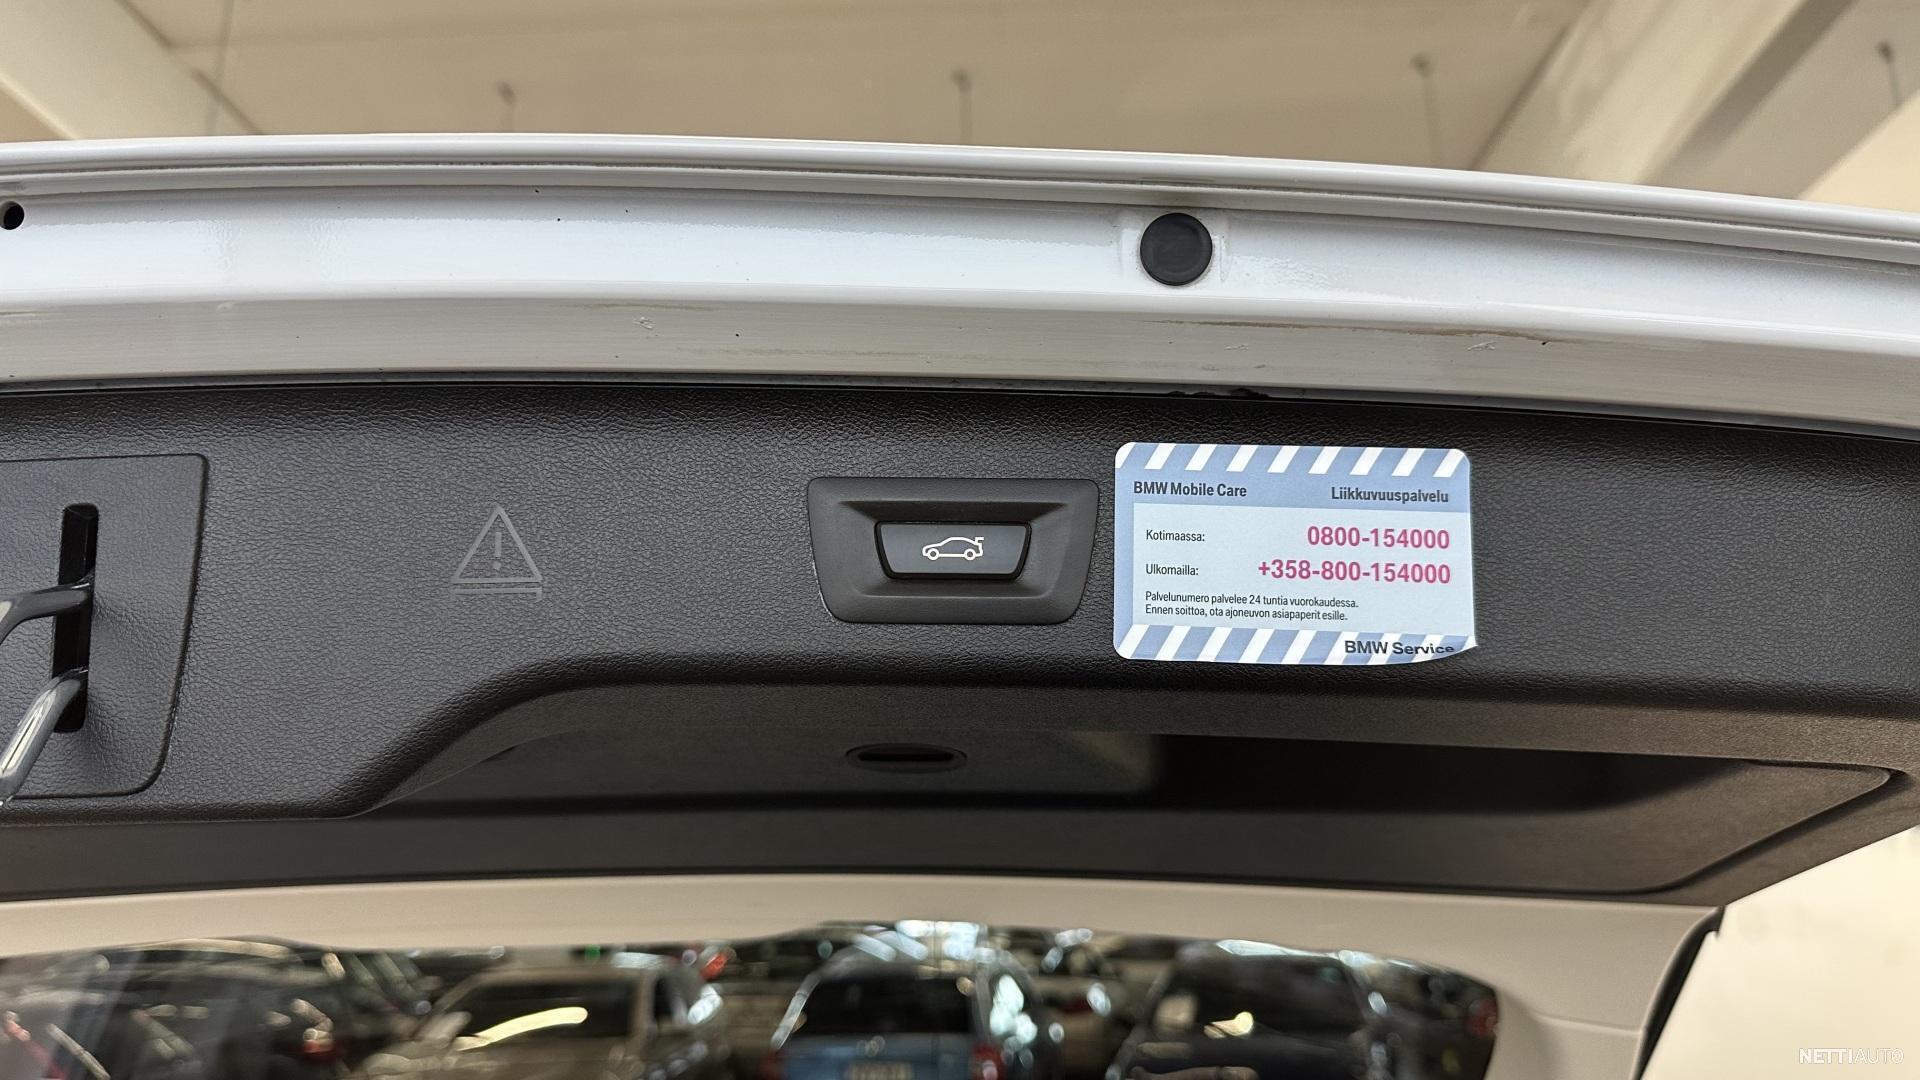 BMW Mobile Care
Liikkuvuuspalvelu
Kotimaassa: 0800-154000
Ulkomailla: +358-800-154000
Palvelunumero palvelee 24 tuntia vuorokaudessa.
Ennen soittoa, ota ajoneuvon asiapaperit esille.
BMW Service
NETTIAUTO